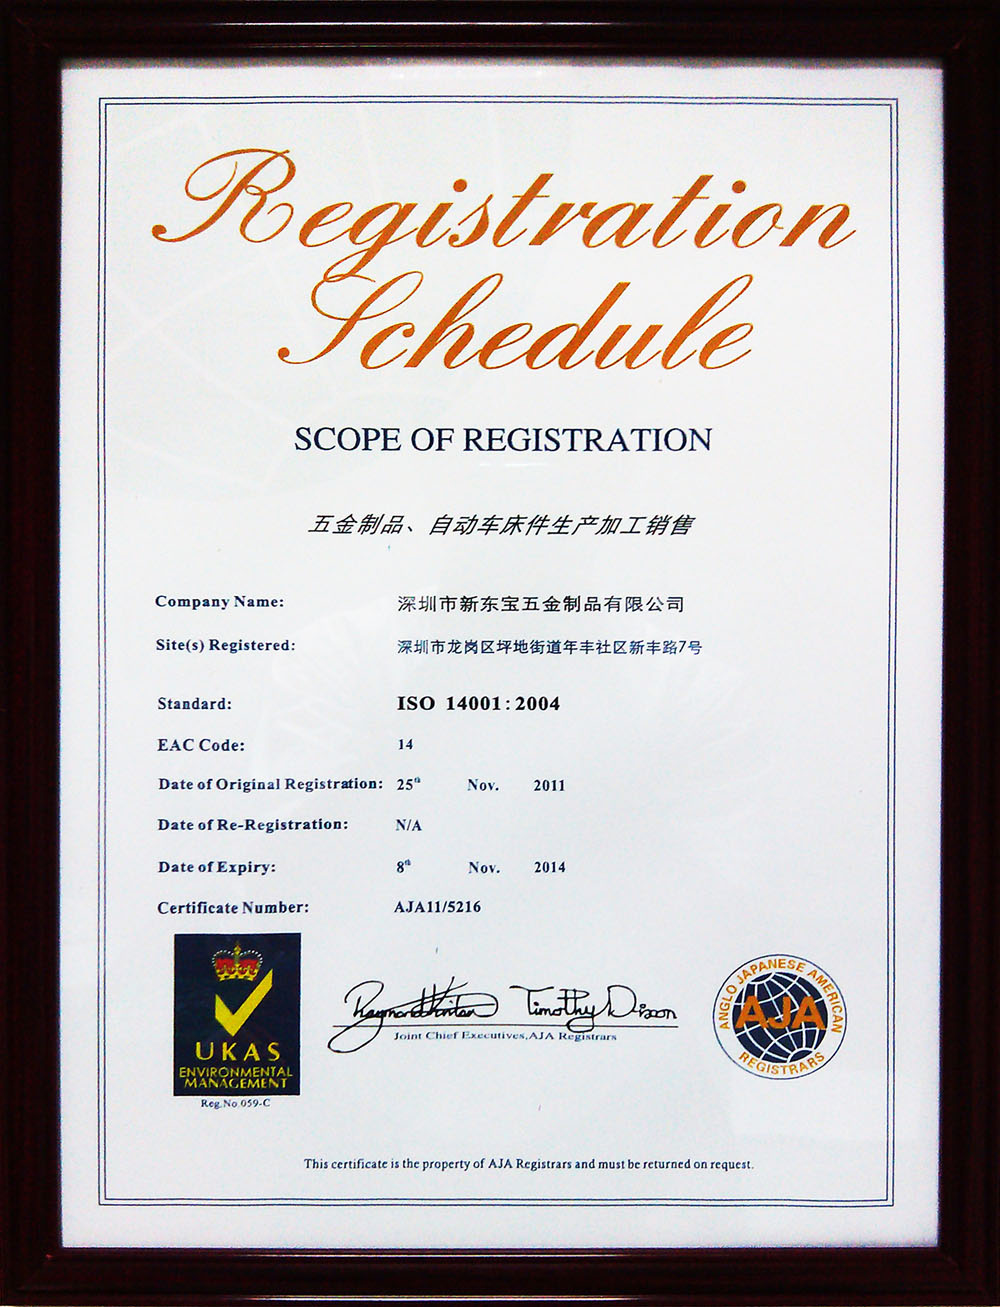 Registration
Schedule
SCOPE OF REGISTRATION
五金制品、自动车床件生产加工销售
Company Name: 深圳市新东宝五金制品有限公司
Site(s) Registered: 深圳市龙岗区坪地街道年丰社区新丰路7号
Standard: ISO 14001:2004
EAC Code: 14
Date of Original Registration: 25th Nov. 2011
Date of Re-Registration: N/A
Date of Expiry: 8th Nov. 2014
Certificate Number: AJA11/5216
UKAS
ENVIRONMENTAL
MANAGEMENT
Reg.No.059-C
Timothy Dixon
Joint Chief Executives,AJA Registrars
ANGLO JAPANESE AMERICAN
AJA
REGISTRARS
This certificate is the property of AJA Registrars and must be returned on request.